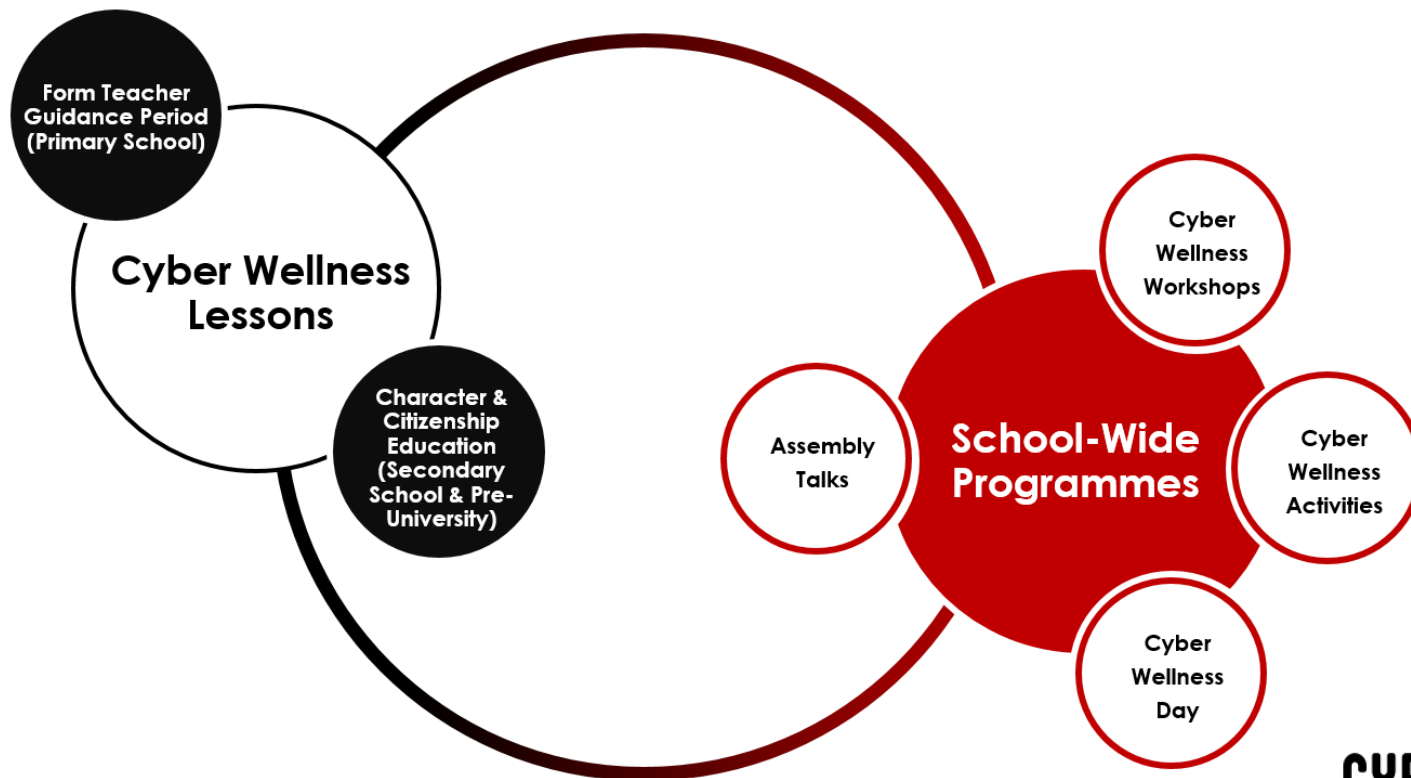 Form Teacher
Guidance Period
(Primary School)
Cyber Wellness
Lessons
Character &
Citizenship
Education
(Secondary
School & Pre-
University)
Cyber
Wellness
Workshops
Assembly
Talks
School-Wide
Programmes
Cyber
Wellness
Activities
Cyber
Wellness
Day